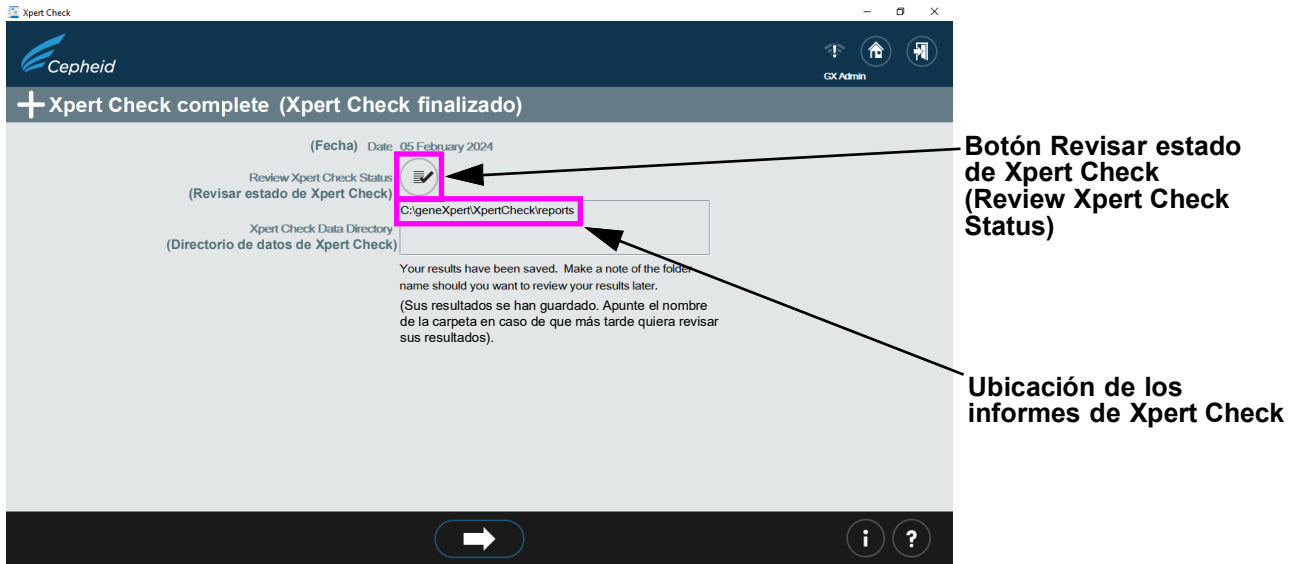 Xpert Check
Cepheid
GX Admin
Xpert Check complete (Xpert Check finalizado)
(Fecha) Date 05 February 2024
Review Xpert Check Status
(Revisar estado de Xpert Check)
C:\geneXpert\XpertCheck\reports
Xpert Check Data Directory
(Directorio de datos de Xpert Check)
Your results have been saved. Make a note of the folder
name should you want to review your results later.
(Sus resultados se han guardado. Apunte el nombre
de la carpeta en caso de que más tarde quiera revisar
sus resultados).
Botón Revisar estado
de Xpert Check
(Review Xpert Check
Status)
Ubicación de los
informes de Xpert Check
i ?